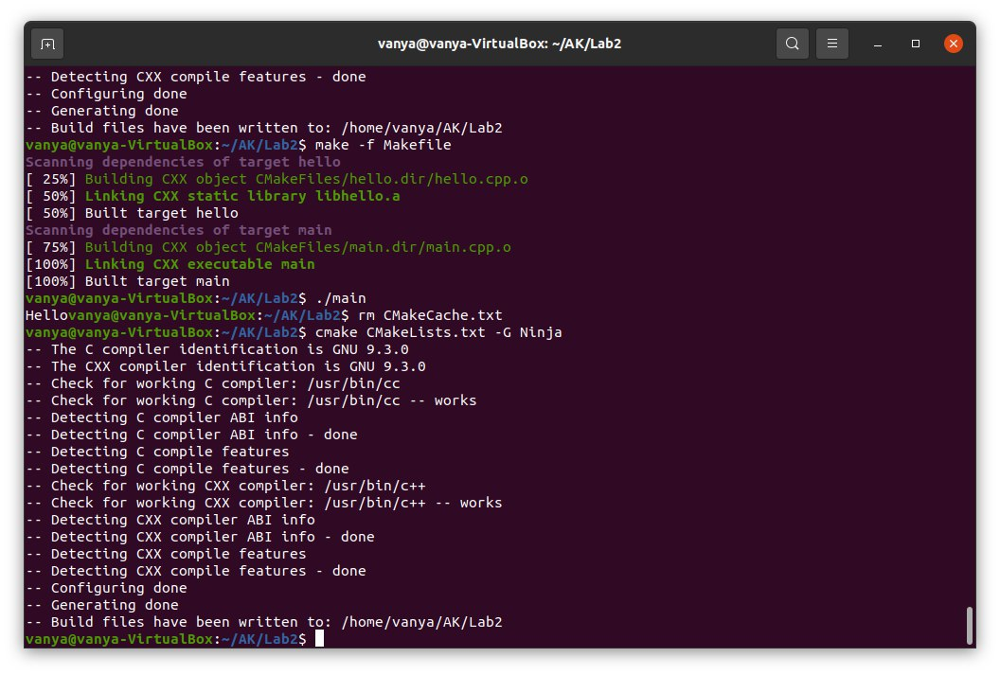 vanya@vanya-VirtualBox: ~/AK/Lab2
-- Detecting CXX compile features - done
-- Configuring done
-- Generating done
-- Build files have been written to: /home/vanya/AK/Lab2
vanya@vanya-VirtualBox:~/AK/Lab2$ make -f Makefile
Scanning dependencies of target hello
[ 25%] Building CXX object CMakeFiles/hello.dir/hello.cpp.o
[ 50%] Linking CXX static library libhello.a
[ 50%] Built target hello
Scanning dependencies of target main
[ 75%] Building CXX object CMakeFiles/main.dir/main.cpp.o
[100%] Linking CXX executable main
[100%] Built target main
vanya@vanya-VirtualBox:~/AK/Lab2$ ./main
Hellovanya@vanya-VirtualBox:~/AK/Lab2$ rm CMakeCache.txt
vanya@vanya-VirtualBox:~/AK/Lab2$ cmake CMakeLists.txt -G Ninja
-- The C compiler identification is GNU 9.3.0
-- The CXX compiler identification is GNU 9.3.0
-- Check for working C compiler: /usr/bin/cc
-- Check for working C compiler: /usr/bin/cc -- works
-- Detecting C compiler ABI info
-- Detecting C compiler ABI info - done
-- Detecting C compile features
-- Detecting C compile features - done
-- Check for working CXX compiler: /usr/bin/c++
-- Check for working CXX compiler: /usr/bin/c++ -- works
-- Detecting CXX compiler ABI info
-- Detecting CXX compiler ABI info - done
-- Detecting CXX compile features
-- Detecting CXX compile features - done
-- Configuring done
-- Generating done
-- Build files have been written to: /home/vanya/AK/Lab2
vanya@vanya-VirtualBox:~/AK/Lab2$